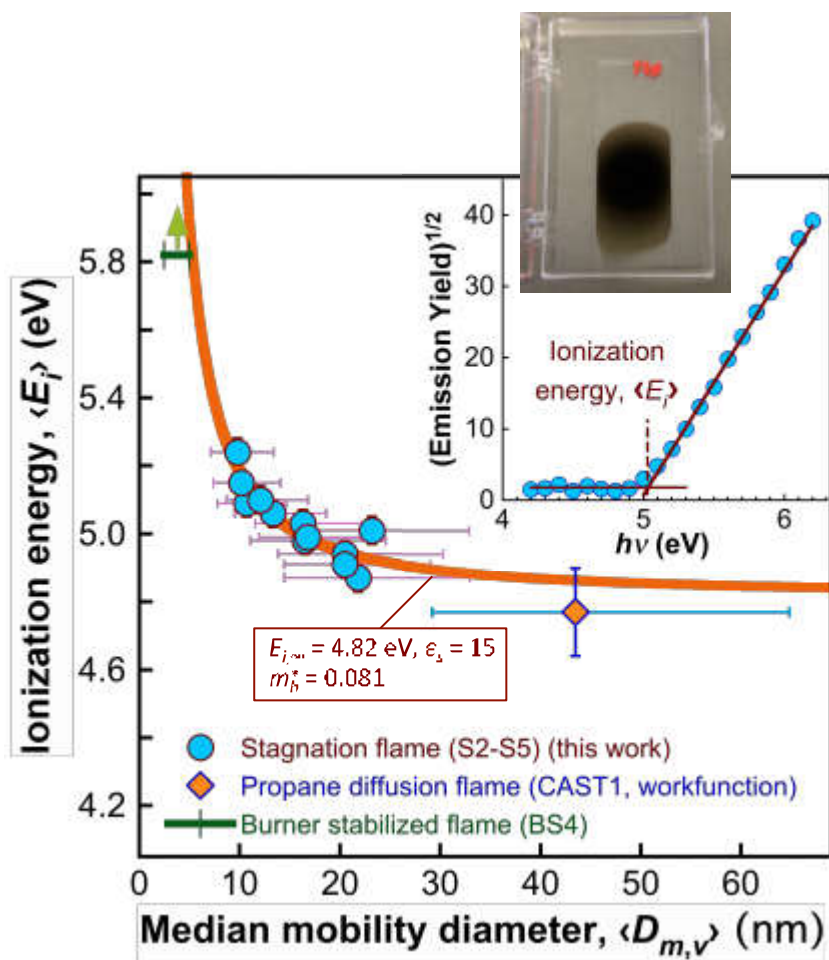 40
30
20
10
0
4
5
6
(Emission Yield)1/2
hν (eV)
Ionization
energy, ‹Ei›
5.8
5.4
5.0
4.6
4.2
Ionization energy, ‹Ei› (eV)
Ei,∞ = 4.82 eV, εs = 15
m*h = 0.081
Stagnation flame (S2-S5) (this work)
Propane diffusion flame (CAST1, workfunction)
Burner stabilized flame (BS4)
0
10
20
30
40
50
60
Median mobility diameter, ‹Dm,v› (nm)